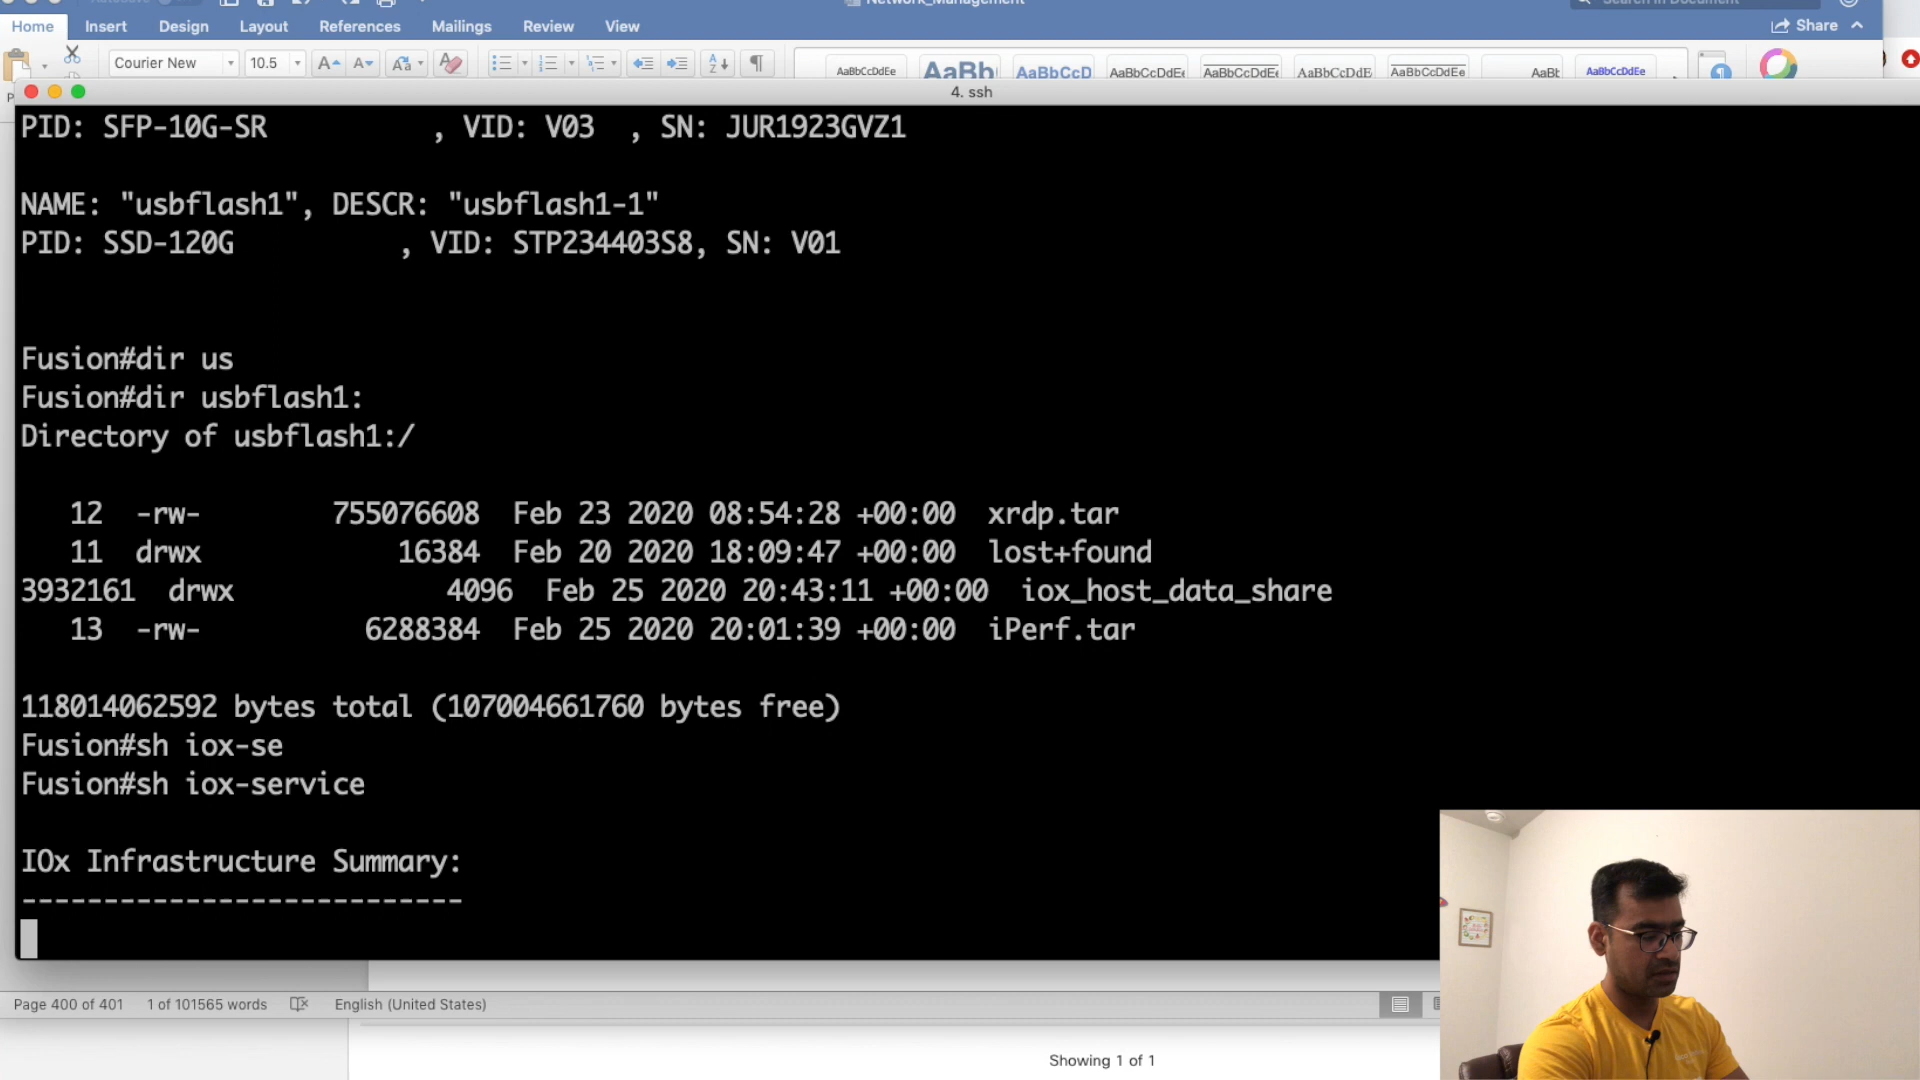 Network_Management
Search in Document
Home Insert Design Layout References Mailings Review View
Share
Courier New 10.5
AaBbCcDdEe AaBb AaBbCcD AaBbCcDdEe AaBbCcDdEe AaBbCcDdE AaBbCcDdEe AaBb AaBbCcDdEe
4. ssh
PID: SFP-10G-SR , VID: V03 , SN: JUR1923GVZ1
NAME: "usbflash1", DESCR: "usbflash1-1"
PID: SSD-120G , VID: STP234403S8, SN: V01
Fusion#dir us
Fusion#dir usbflash1:
Directory of usbflash1:/
12 -rw- 755076608 Feb 23 2020 08:54:28 +00:00 xrdp.tar
11 drwx 16384 Feb 20 2020 18:09:47 +00:00 lost+found
3932161 drwx 4096 Feb 25 2020 20:43:11 +00:00 iox_host_data_share
13 -rw- 6288384 Feb 25 2020 20:01:39 +00:00 iPerf.tar
118014062592 bytes total (107004661760 bytes free)
Fusion#sh iox-se
Fusion#sh iox-service
IOx Infrastructure Summary:
---------------------------
Page 400 of 401 1 of 101565 words English (United States)
Showing 1 of 1